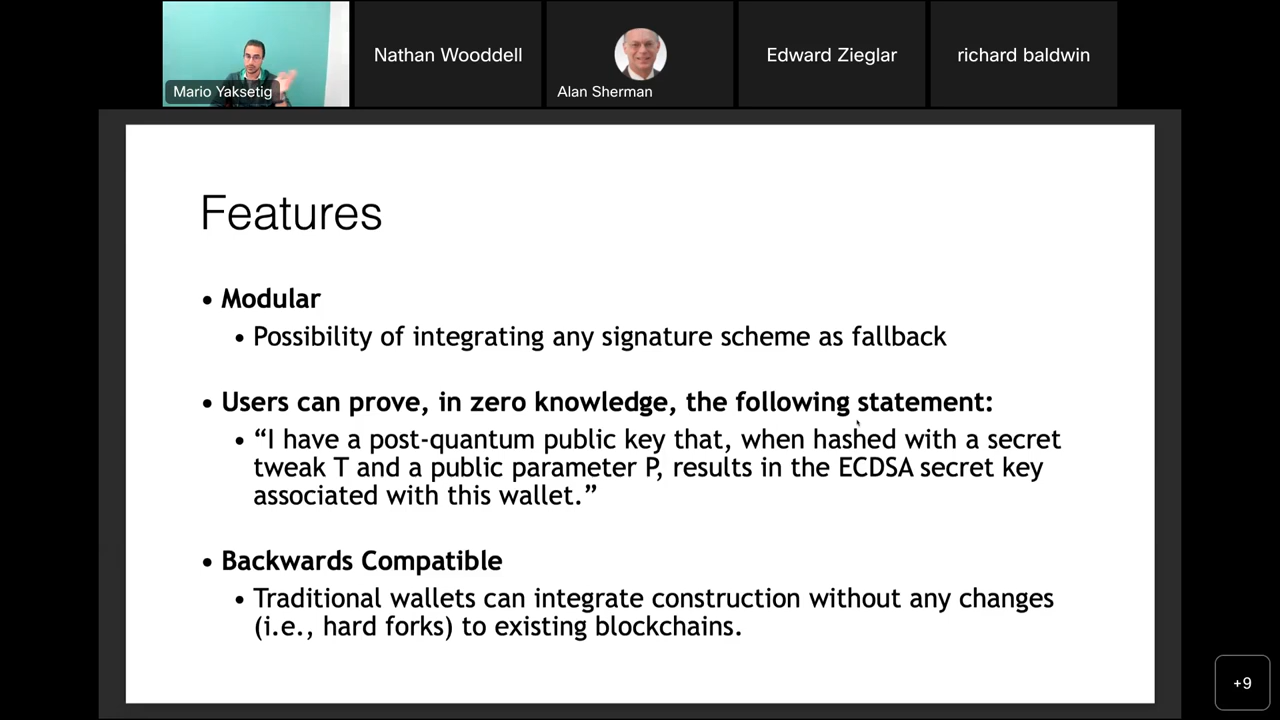 Mario Yaksetig
Nathan Wooddell
Alan Sherman
Edward Zieglar
richard baldwin
Features
• Modular
• Possibility of integrating any signature scheme as fallback
• Users can prove, in zero knowledge, the following statement:
• “I have a post-quantum public key that, when hashed with a secret
tweak T and a public parameter P, results in the ECDSA secret key
associated with this wallet.”
• Backwards Compatible
• Traditional wallets can integrate construction without any changes
(i.e., hard forks) to existing blockchains.
+9